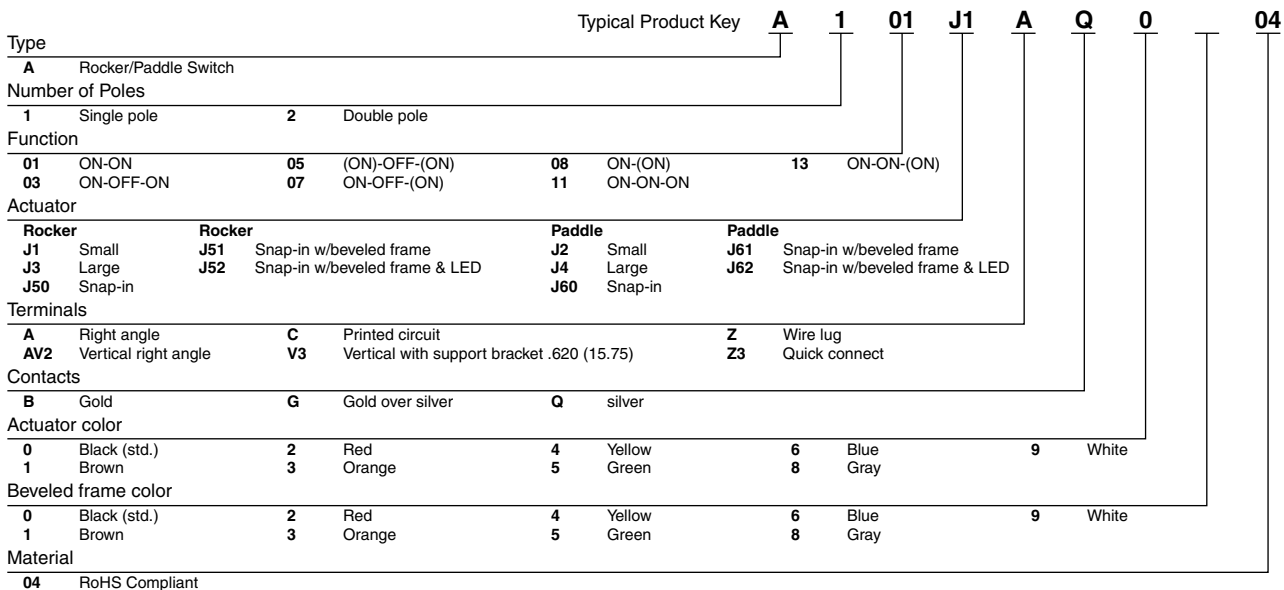 Typical Product Key A 1 01 J1 A Q 0 04
Type
A Rocker/Paddle Switch
Number of Poles
1 Single pole 2 Double pole
Function
01 ON-ON 05 (ON)-OFF-(ON) 08 ON-(ON) 13 ON-ON-(ON)
03 ON-OFF-ON 07 ON-OFF-(ON) 11 ON-ON-ON
Actuator
Rocker Rocker Paddle Paddle
J1 Small J51 Snap-in w/beveled frame J2 Small J61 Snap-in w/beveled frame
J3 Large J52 Snap-in w/beveled frame & LED J4 Large J62 Snap-in w/beveled frame & LED
J50 Snap-in J60 Snap-in
Terminals
A Right angle C Printed circuit Z Wire lug
AV2 Vertical right angle V3 Vertical with support bracket .620 (15.75) Z3 Quick connect
Contacts
B Gold G Gold over silver Q silver
Actuator color
0 Black (std.) 2 Red 4 Yellow 6 Blue 9 White
1 Brown 3 Orange 5 Green 8 Gray
Beveled frame color
0 Black (std.) 2 Red 4 Yellow 6 Blue 9 White
1 Brown 3 Orange 5 Green 8 Gray
Material
04 RoHS Compliant